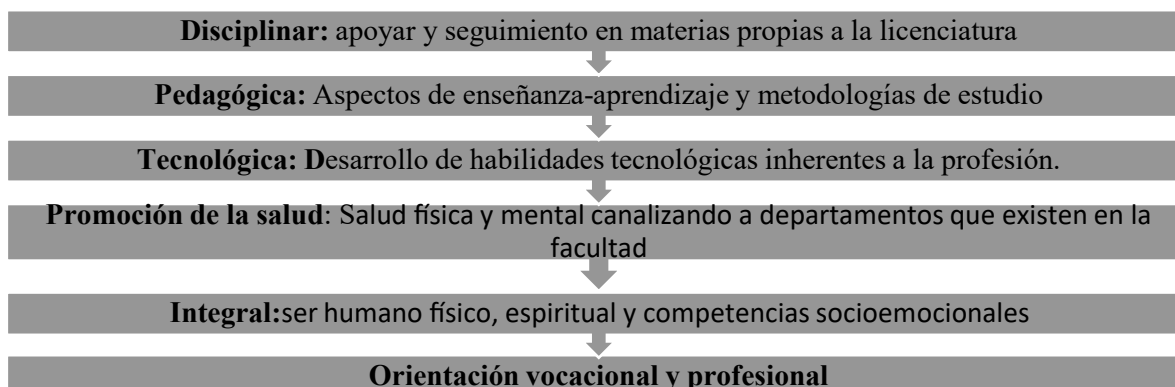 Disciplinar: apoyar y seguimiento en materias propias a la licenciatura
Pedagógica: Aspectos de enseñanza-aprendizaje y metodologías de estudio
Tecnológica: Desarrollo de habilidades tecnológicas inherentes a la profesión.
Promoción de la salud: Salud física y mental canalizando a departamentos que existen en la
facultad
Integral:ser humano físico, espiritual y competencias socioemocionales
Orientación vocacional y profesional